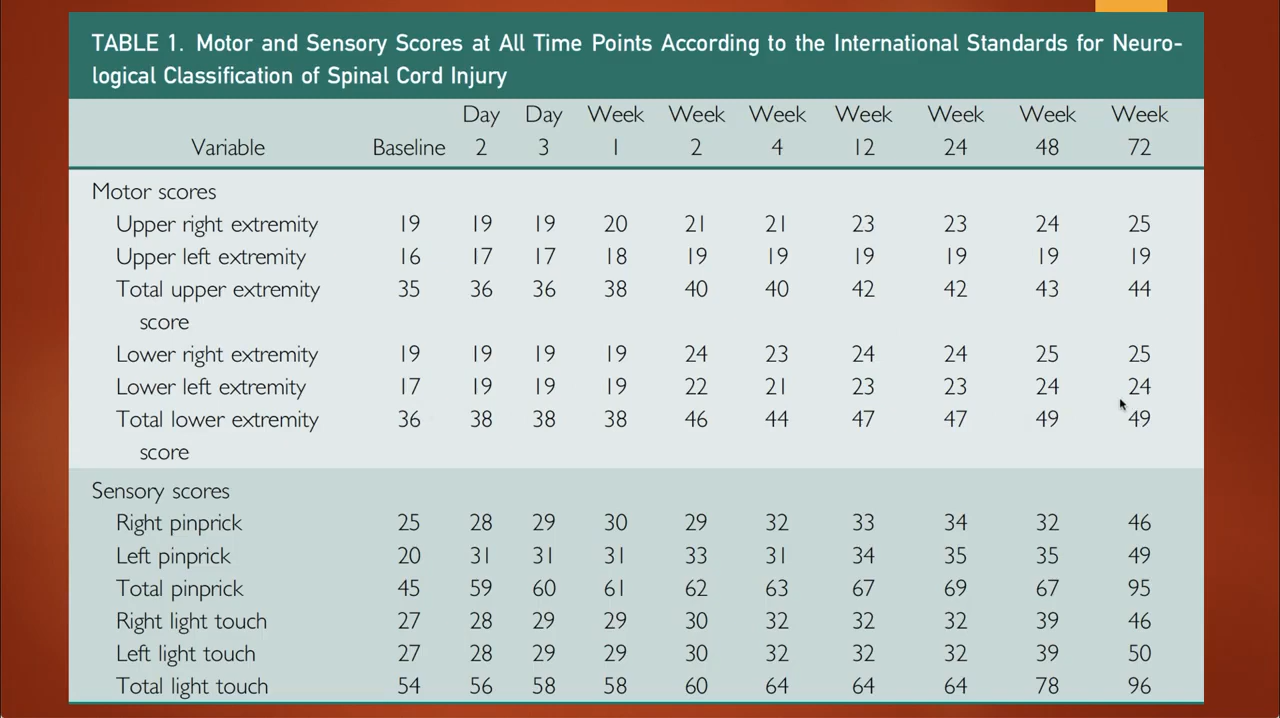 TABLE 1. Motor and Sensory Scores at All Time Points According to the International Standards for Neuro-
logical Classification of Spinal Cord Injury
Day Day Week Week Week Week Week Week Week
Variable Baseline 2 3 1 2 4 12 24 48 72
Motor scores
Upper right extremity 19 19 19 20 21 21 23 23 24 25
Upper left extremity 16 17 17 18 19 19 19 19 19 19
Total upper extremity 35 36 36 38 40 40 42 42 43 44
score
Lower right extremity 19 19 19 19 24 23 24 24 25 25
Lower left extremity 17 19 19 19 22 21 23 23 24 24
Total lower extremity 36 38 38 38 46 44 47 47 49 49
score
Sensory scores
Right pinprick 25 28 29 30 29 32 33 34 32 46
Left pinprick 20 31 31 31 33 31 34 35 35 49
Total pinprick 45 59 60 61 62 63 67 69 67 95
Right light touch 27 28 29 29 30 32 32 32 39 46
Left light touch 27 28 29 29 30 32 32 32 39 50
Total light touch 54 56 58 58 60 64 64 64 78 96